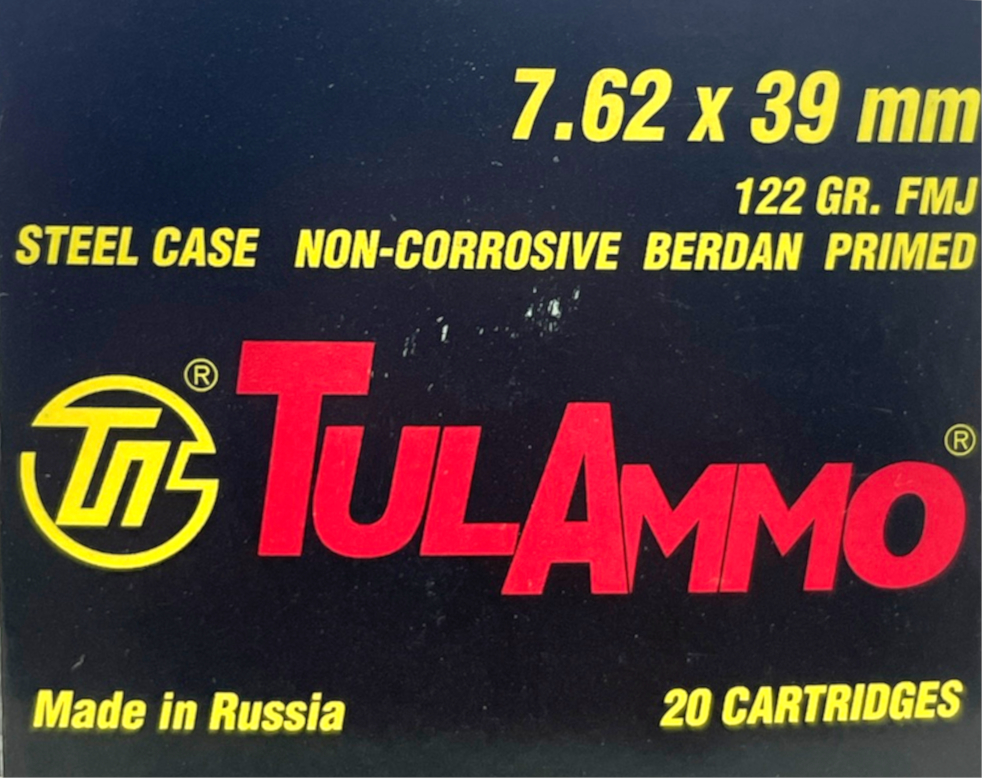 7.62 x 39 mm
122 GR. FMJ
STEEL CASE NON-CORROSIVE BERDAN PRIMED
®
TULAMMO ®
Made in Russia
20 CARTRIDGES